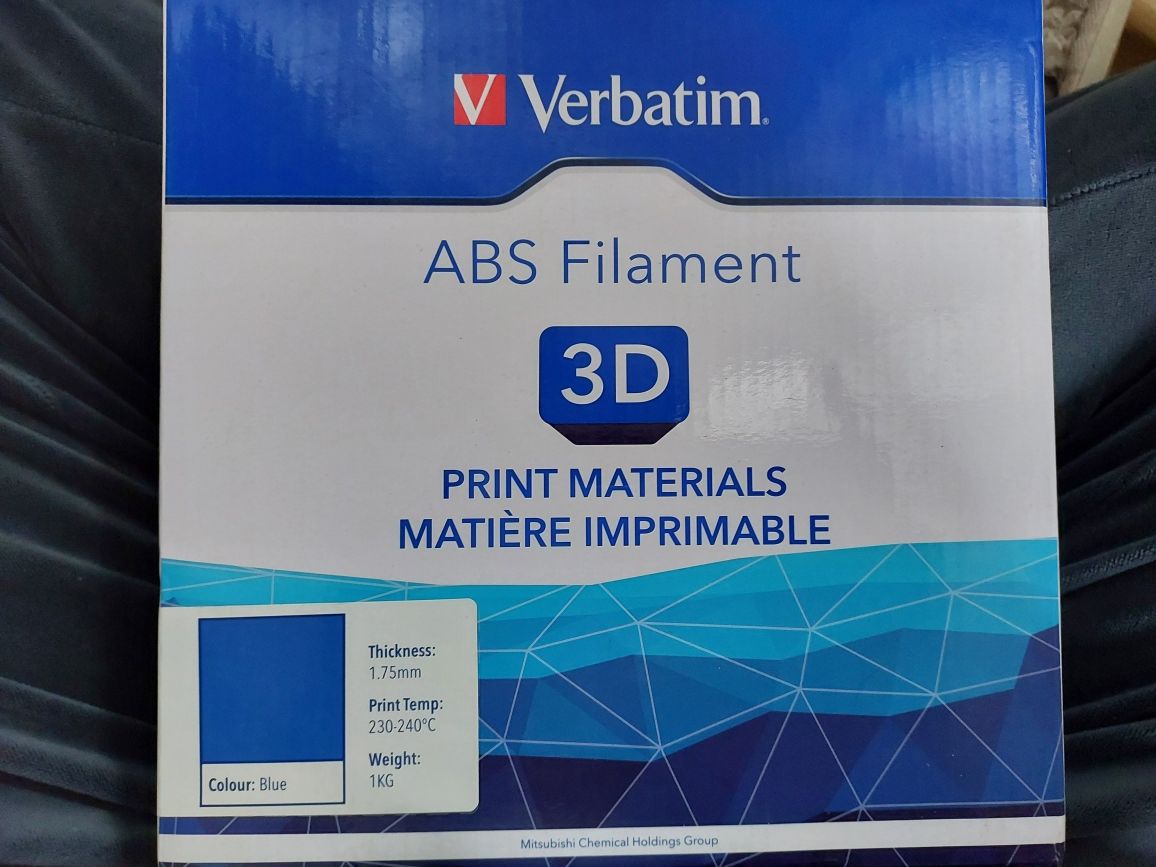 V Verbatim®
ABS Filament
3D
PRINT MATERIALS
MATIÈRE IMPRIMABLE
Colour: Blue
Thickness:
1.75mm
Print Temp:
230-240°C
Weight:
1KG
Mitsubishi Chemical Holdings Group